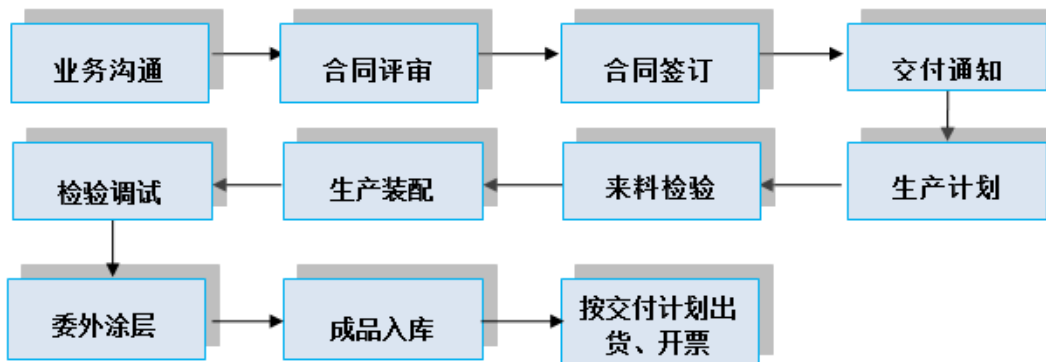 业务沟通
合同评审
合同签订
交付通知
生产计划
来料检验
生产装配
检验调试
委外涂层
成品入库
按交付计划出
货、开票